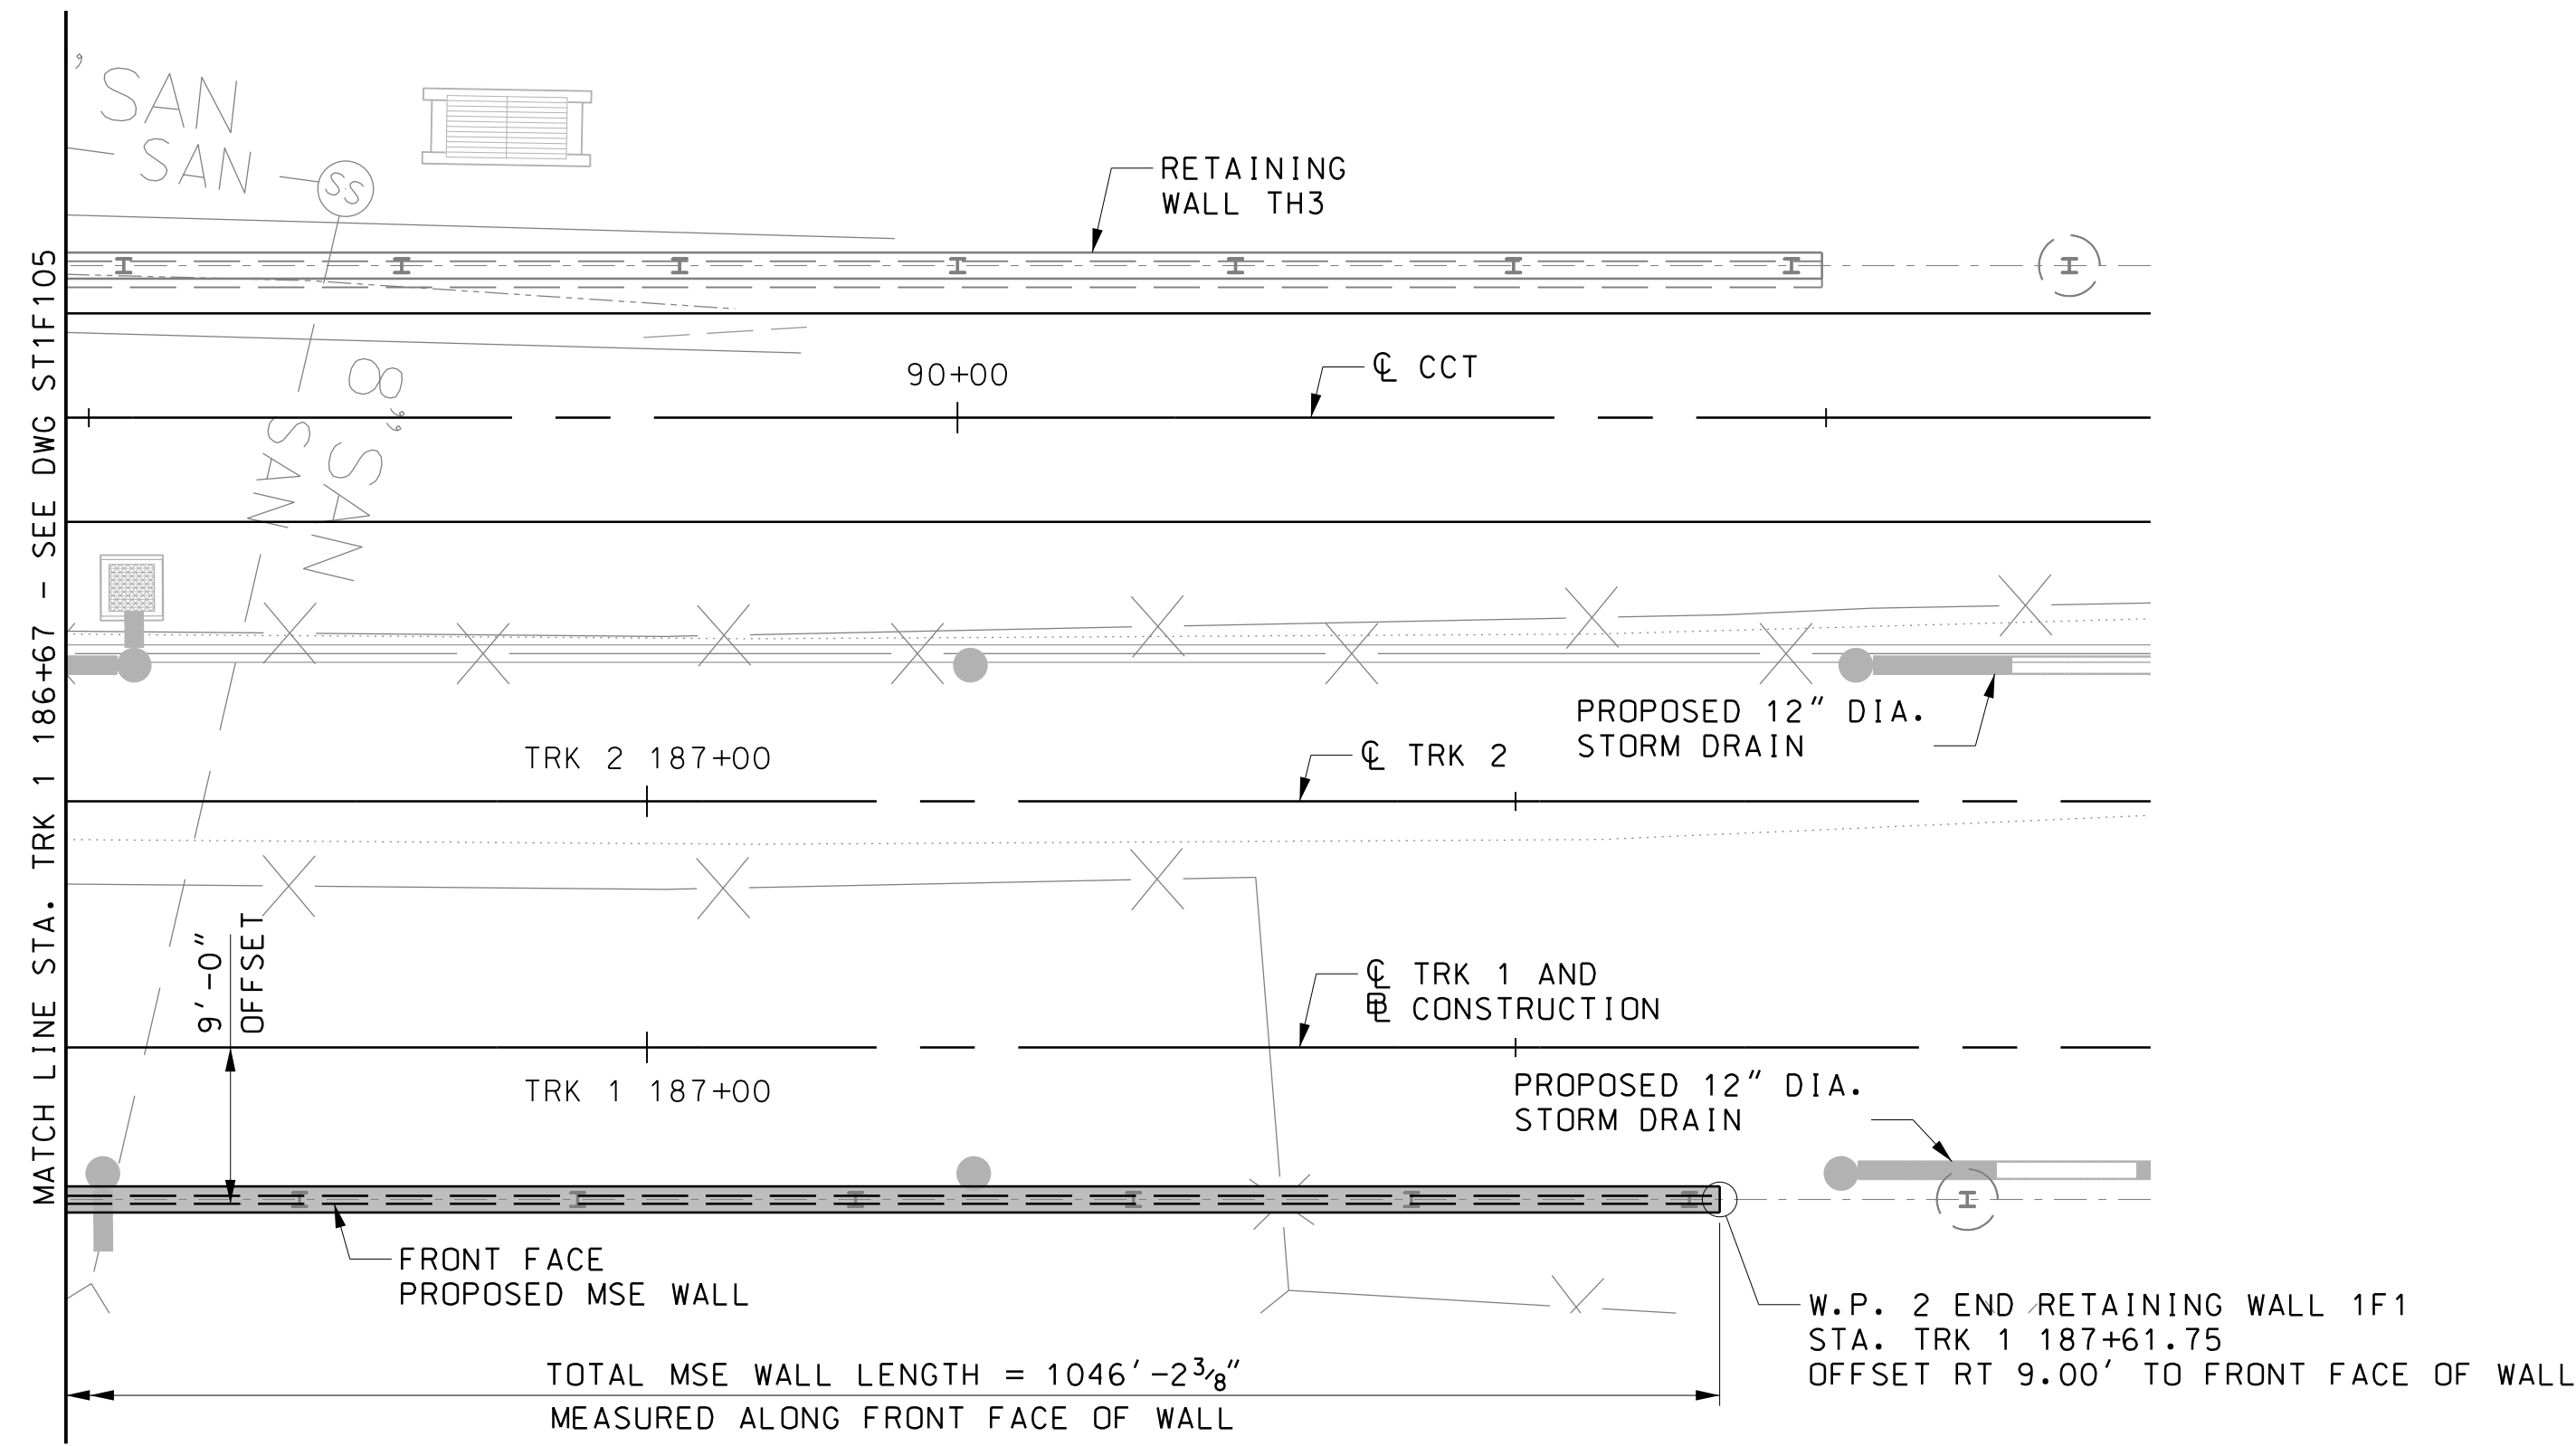 'SAN
SAN
SS
RETAINING
WALL TH3
MATCH LINE STA. TRK 1 186+67 - SEE DWG ST1F105
90+00
℄ CCT
8" SAN
SAN
PROPOSED 12" DIA.
STORM DRAIN
TRK 2 187+00
℄ TRK 2
9'-0"
OFFSET
℄ TRK 1 AND
BL CONSTRUCTION
TRK 1 187+00
PROPOSED 12" DIA.
STORM DRAIN
FRONT FACE
PROPOSED MSE WALL
W.P. 2 END RETAINING WALL 1F1
STA. TRK 1 187+61.75
OFFSET RT 9.00' TO FRONT FACE OF WALL
TOTAL MSE WALL LENGTH = 1046'-2⅜"
MEASURED ALONG FRONT FACE OF WALL